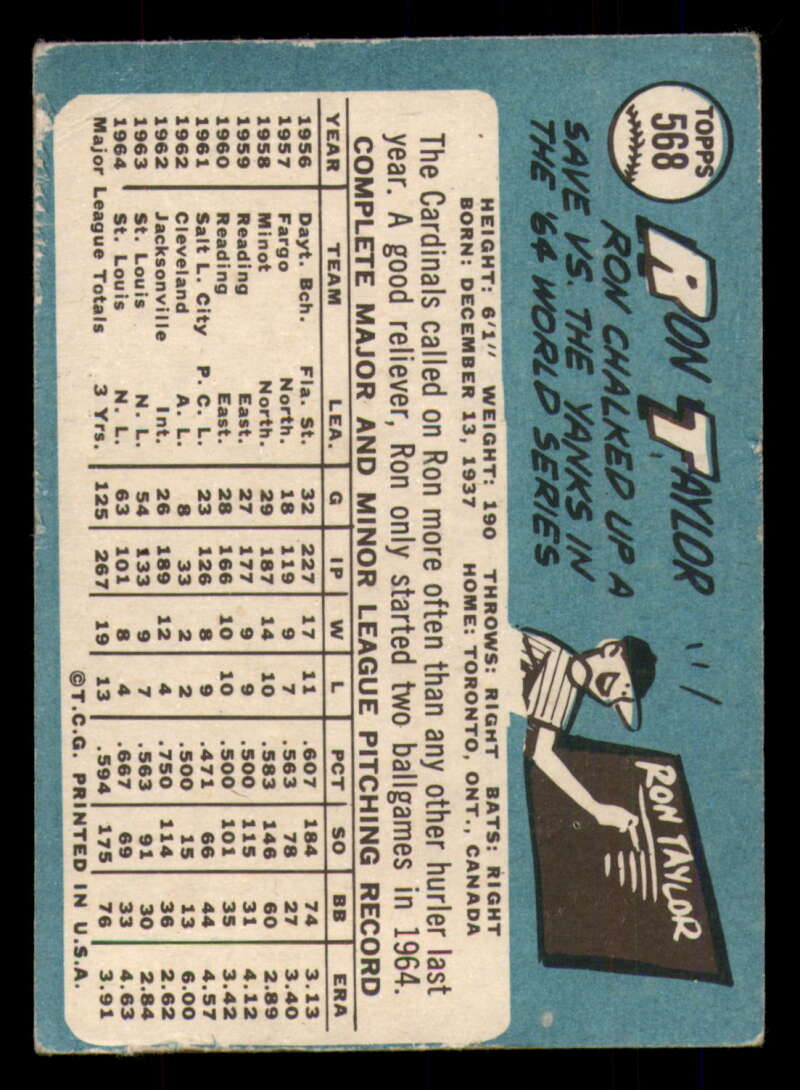 TOPPS
568
RON TAYLOR
RON CHALKED UP A
SAVE VS. THE YANKS IN
THE '64 WORLD SERIES
RON TAYLOR
HEIGHT: 6'1" WEIGHT: 190 THROWS: RIGHT BATS: RIGHT
BORN: DECEMBER 13, 1937 HOME: TORONTO, ONT., CANADA
The Cardinals called on Ron more often than any other hurler last
year. A good reliever, Ron only started two ballgames in 1964.
COMPLETE MAJOR AND MINOR LEAGUE PITCHING RECORD
YEAR TEAM LEA. G IP W L PCT SO BB ERA
1956 Dayt. Bch. Fla. St. 32 227 17 11 .607 184 74 3.13
1957 Fargo North. 18 119 9 7 .563 78 27 3.40
1958 Minot North. 29 187 14 10 .583 146 60 2.89
1959 Reading East. 27 177 9 9 .500 115 31 4.12
1960 Reading East. 28 166 10 10 .500 101 35 3.42
1961 Salt L. City P. C. L. 23 126 8 9 .471 66 44 4.57
1962 Cleveland A. L. 8 33 2 2 .500 15 13 6.00
1962 Jacksonville Int. 26 189 12 4 .750 114 36 2.62
1963 St. Louis N. L. 54 133 9 7 .563 91 30 2.84
1964 St. Louis N. L. 63 101 8 4 .667 69 33 4.63
Major League Totals 3 Yrs. 125 267 19 13 .594 175 76 3.91
©T.C.G. PRINTED IN U.S.A.